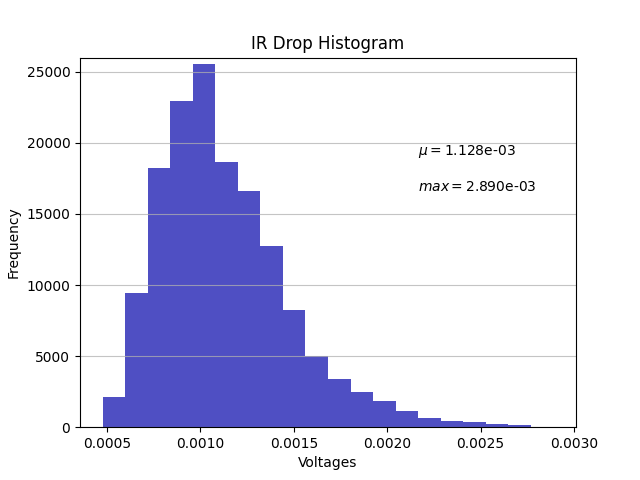 IR Drop Histogram
25000
20000
15000
10000
5000
0
Frequency
μ = 1.128e-03
max = 2.890e-03
0.0005 0.0010 0.0015 0.0020 0.0025 0.0030
Voltages